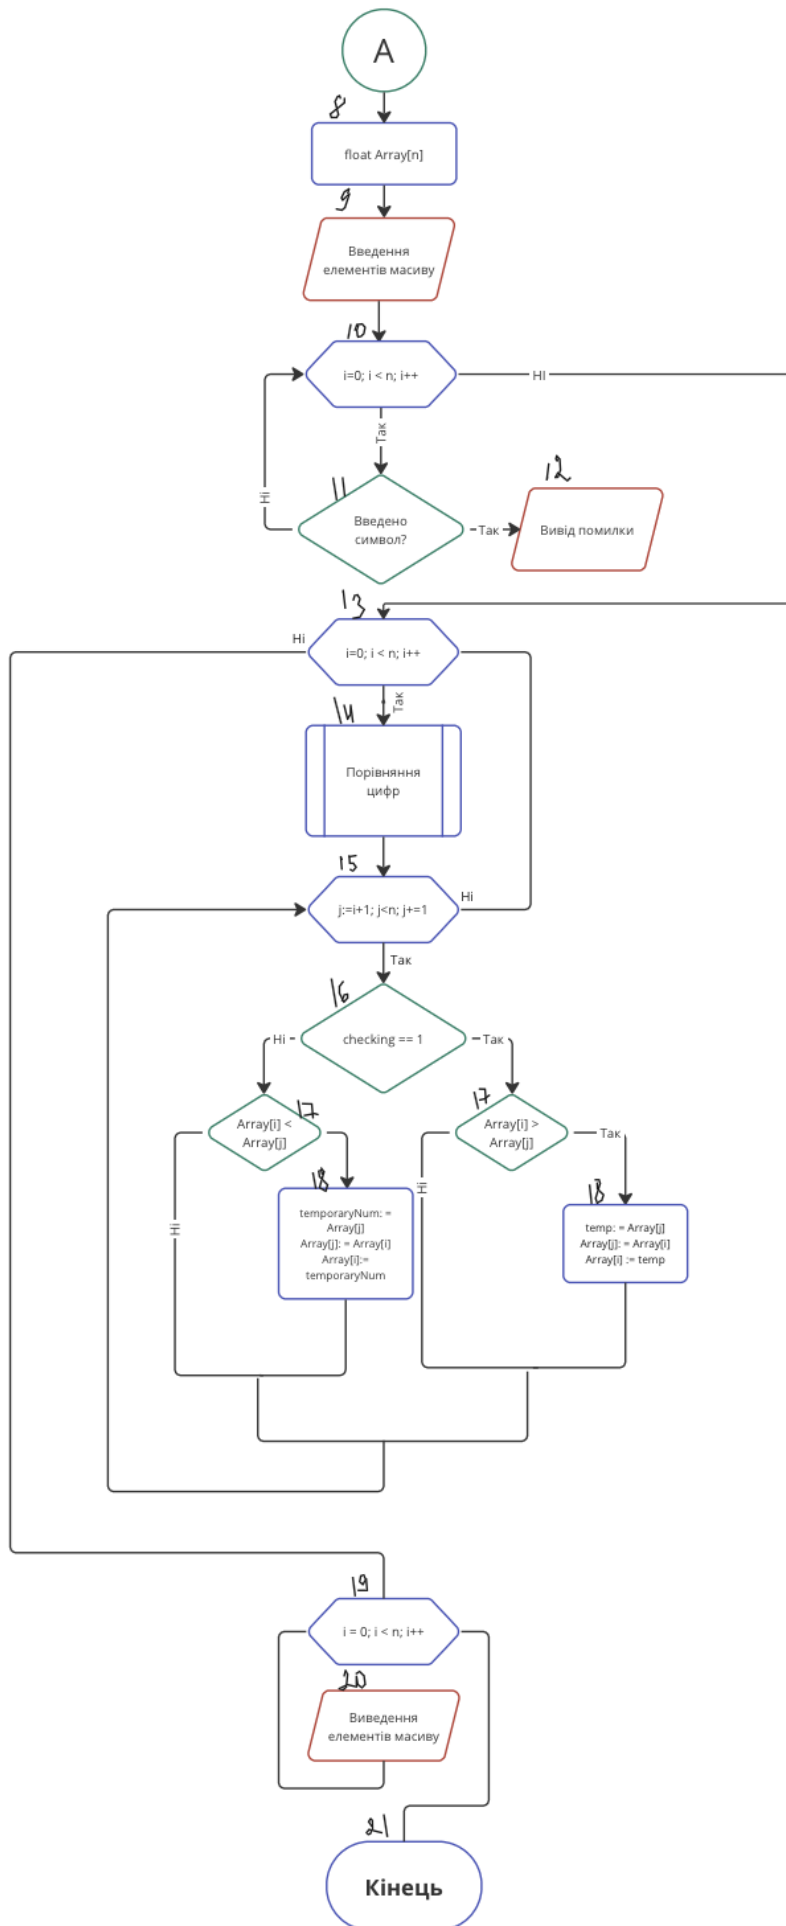 A
8
float Array[n]
9
Введення
елементів масиву
10
i=0; i < n; i++
НІ
Так
Ні
11
Введено
символ?
Так
12
Вивід помилки
13
Ні
i=0; i < n; i++
Так
14
Порівняння
цифр
15
j:=i+1; j<n; j+=1
Ні
Так
16
checking == 1
Ні
Так
17
Array[i] <
Array[j]
17
Array[i] >
Array[j]
Так
Ні
Ні
18
temporaryNum: =
Array[j]
Array[j]: = Array[i]
Array[i]:=
temporaryNum
18
temp: = Array[j]
Array[j]: = Array[i]
Array[i] := temp
19
i = 0; i < n; i++
20
Виведення
елементів масиву
21
Кінець